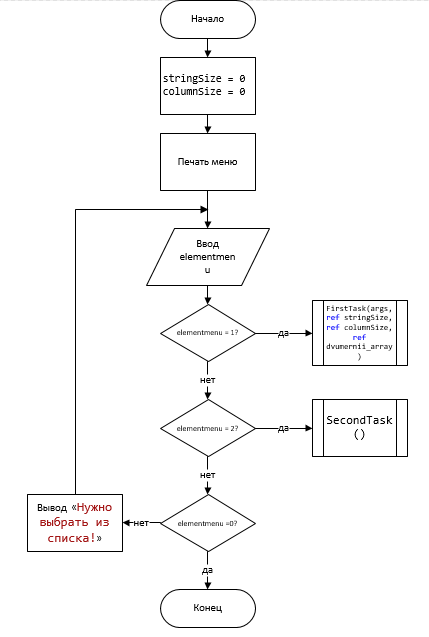 Начало
stringSize = 0
columnSize = 0
Печать меню
Ввод
elementmen
u
elementmenu = 1?
да
FirstTask(args,
ref stringSize,
ref columnSize,
ref
dvumernii_array
)
нет
elementmenu = 2?
да
SecondTask
()
нет
elementmenu =0?
нет
Вывод «Нужно
выбрать из
списка!»
да
Конец